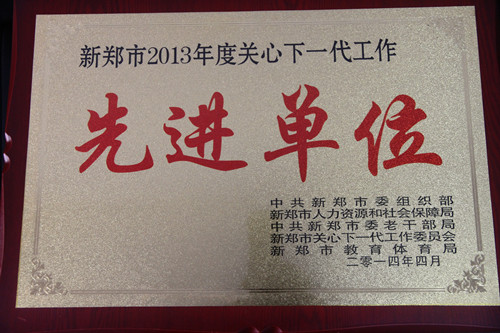 新郑市2013年度关心下一代工作
先进单位
中共新郑市委组织部
新郑市人力资源和社会保障局
中共新郑市委老干部局
新郑市关心下一代工作委员会
新郑市教育体育局
二〇一四年四月